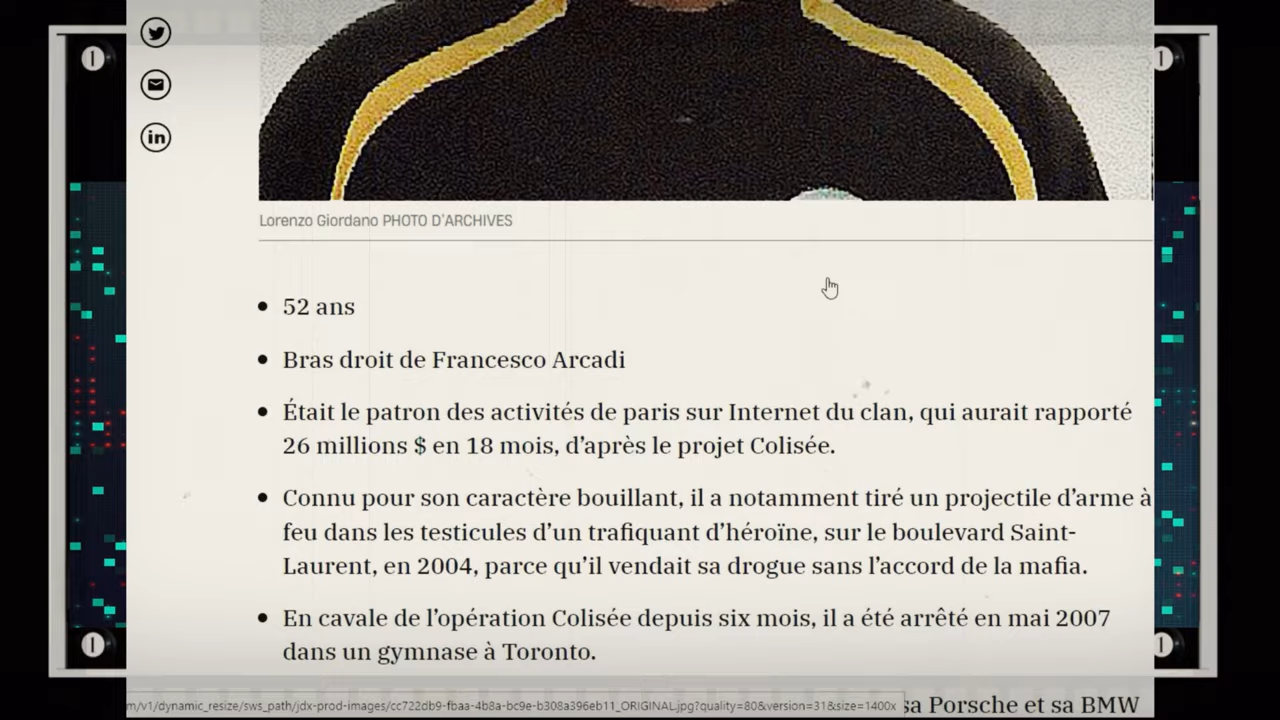 in
Lorenzo Giordano PHOTO D'ARCHIVES
• 52 ans
• Bras droit de Francesco Arcadi
• Était le patron des activités de paris sur Internet du clan, qui aurait rapporté
26 millions $ en 18 mois, d'après le projet Colisée.
• Connu pour son caractère bouillant, il a notamment tiré un projectile d'arme à
feu dans les testicules d'un trafiquant d'héroïne, sur le boulevard Saint-
Laurent, en 2004, parce qu'il vendait sa drogue sans l'accord de la mafia.
• En cavale de l'opération Colisée depuis six mois, il a été arrêté en mai 2007
dans un gymnase à Toronto.
sa Porsche et sa BMW
m/v1/dynamic_resize/sws_path/jdx-prod-images/cc722db9-fbaa-4b8a-bc9e-b308a396eb11_ORIGINAL.jpg?quality=80&version=31&size=1400x